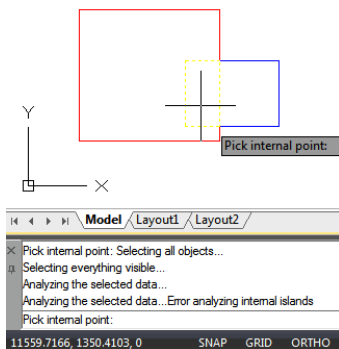 Pick internal point:
Y
X
Model Layout1 Layout2
Pick internal point: Selecting all objects...
Selecting everything visible...
Analyzing the selected data...
Analyzing the selected data...Error analyzing internal islands
Pick internal point:
11559.7166, 1350.4103, 0 SNAP GRID ORTHO